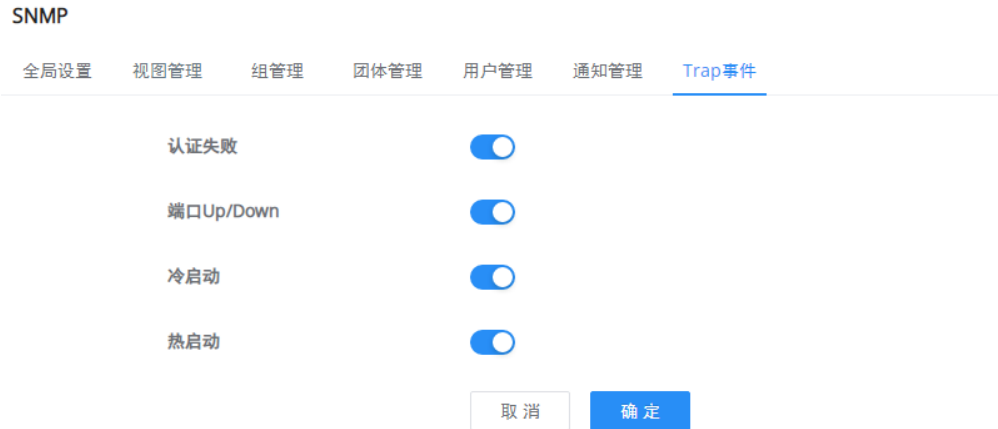 SNMP
全局设置 视图管理 组管理 团体管理 用户管理 通知管理 Trap事件
认证失败
端口Up/Down
冷启动
热启动
取消 确定